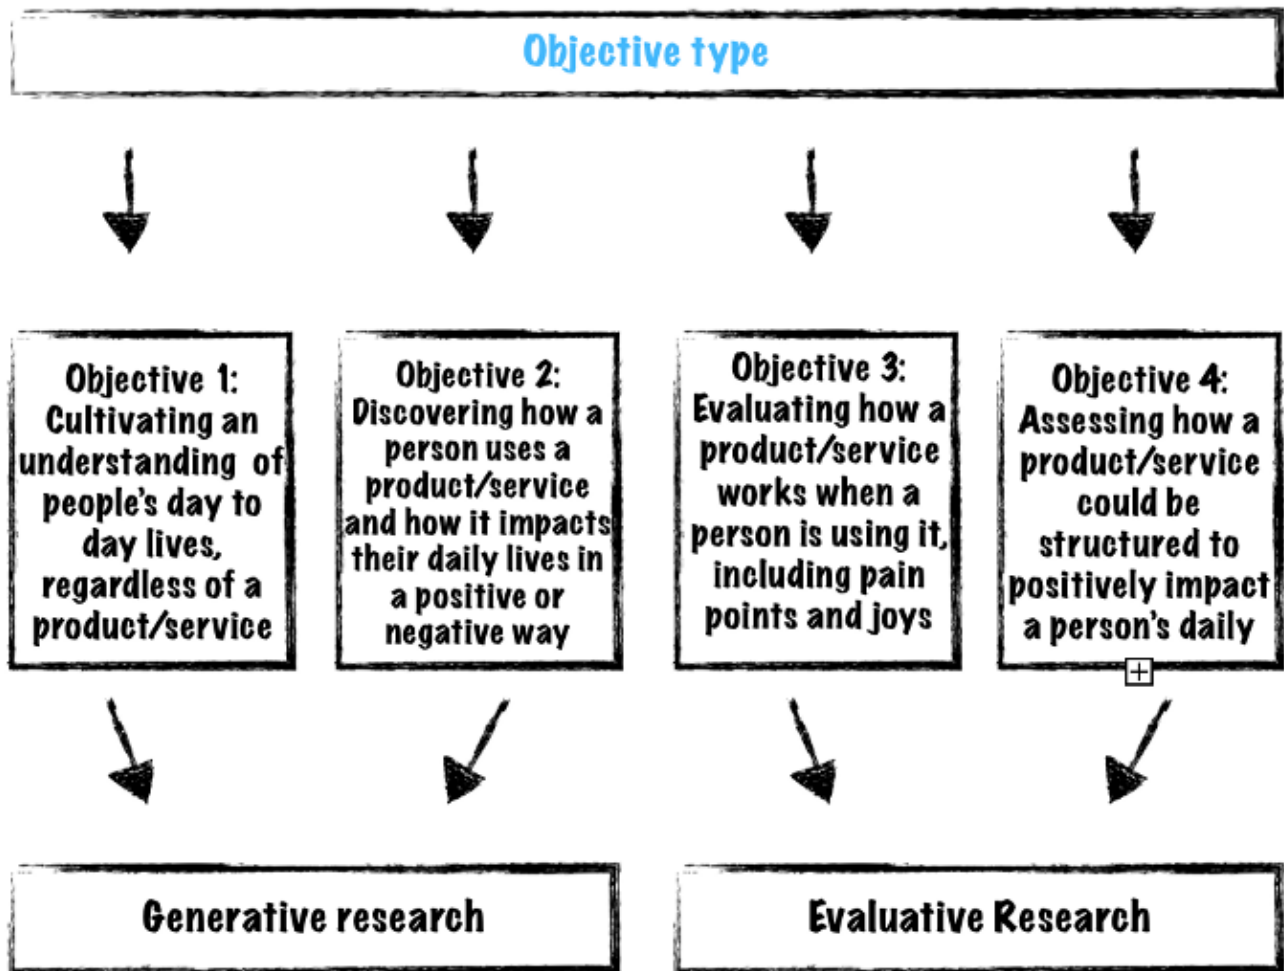 Objective type
Objective 1:
Cultivating an
understanding of
people's day to
day lives,
regardless of a
product/service
Objective 2:
Discovering how a
person uses a
product/service
and how it impacts
their daily lives in
a positive or
negative way
Objective 3:
Evaluating how a
product/service
works when a
person is using it,
including pain
points and joys
Objective 4:
Assessing how a
product/service
could be
structured to
positively impact
a person's daily
Generative research
Evaluative Research